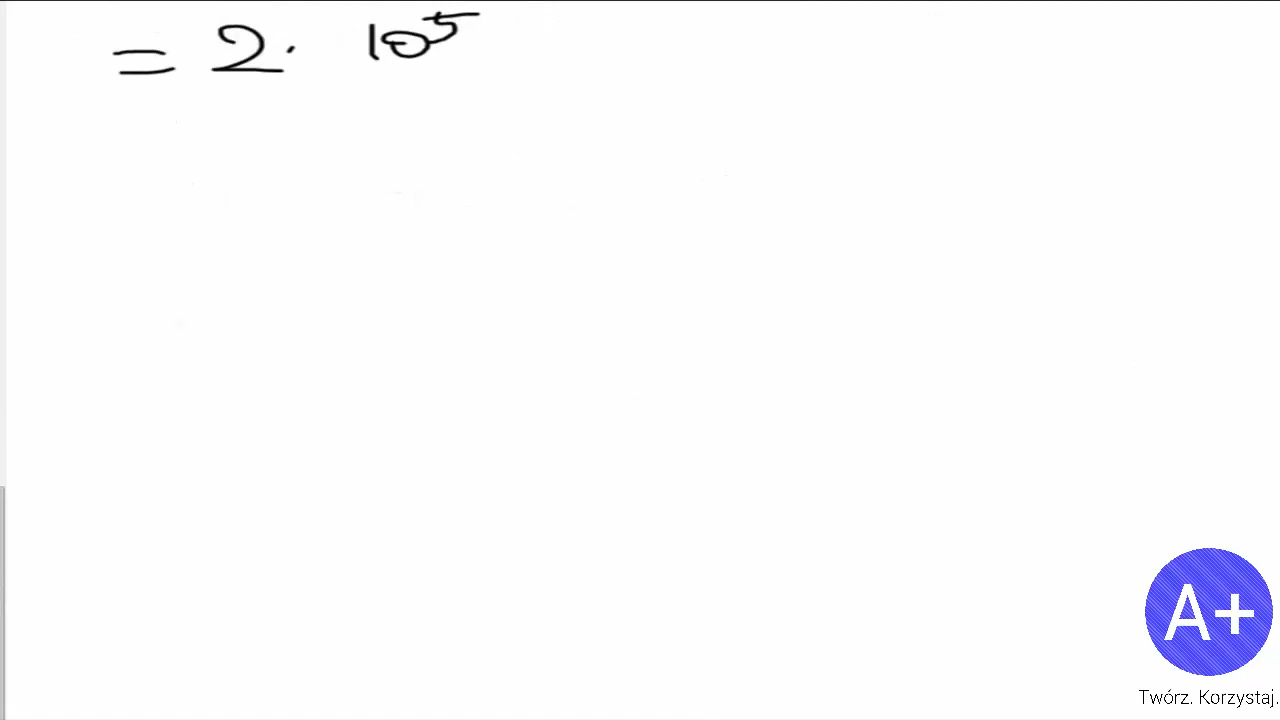 = 2 · 10⁵
A+
Twórz. Korzystaj.